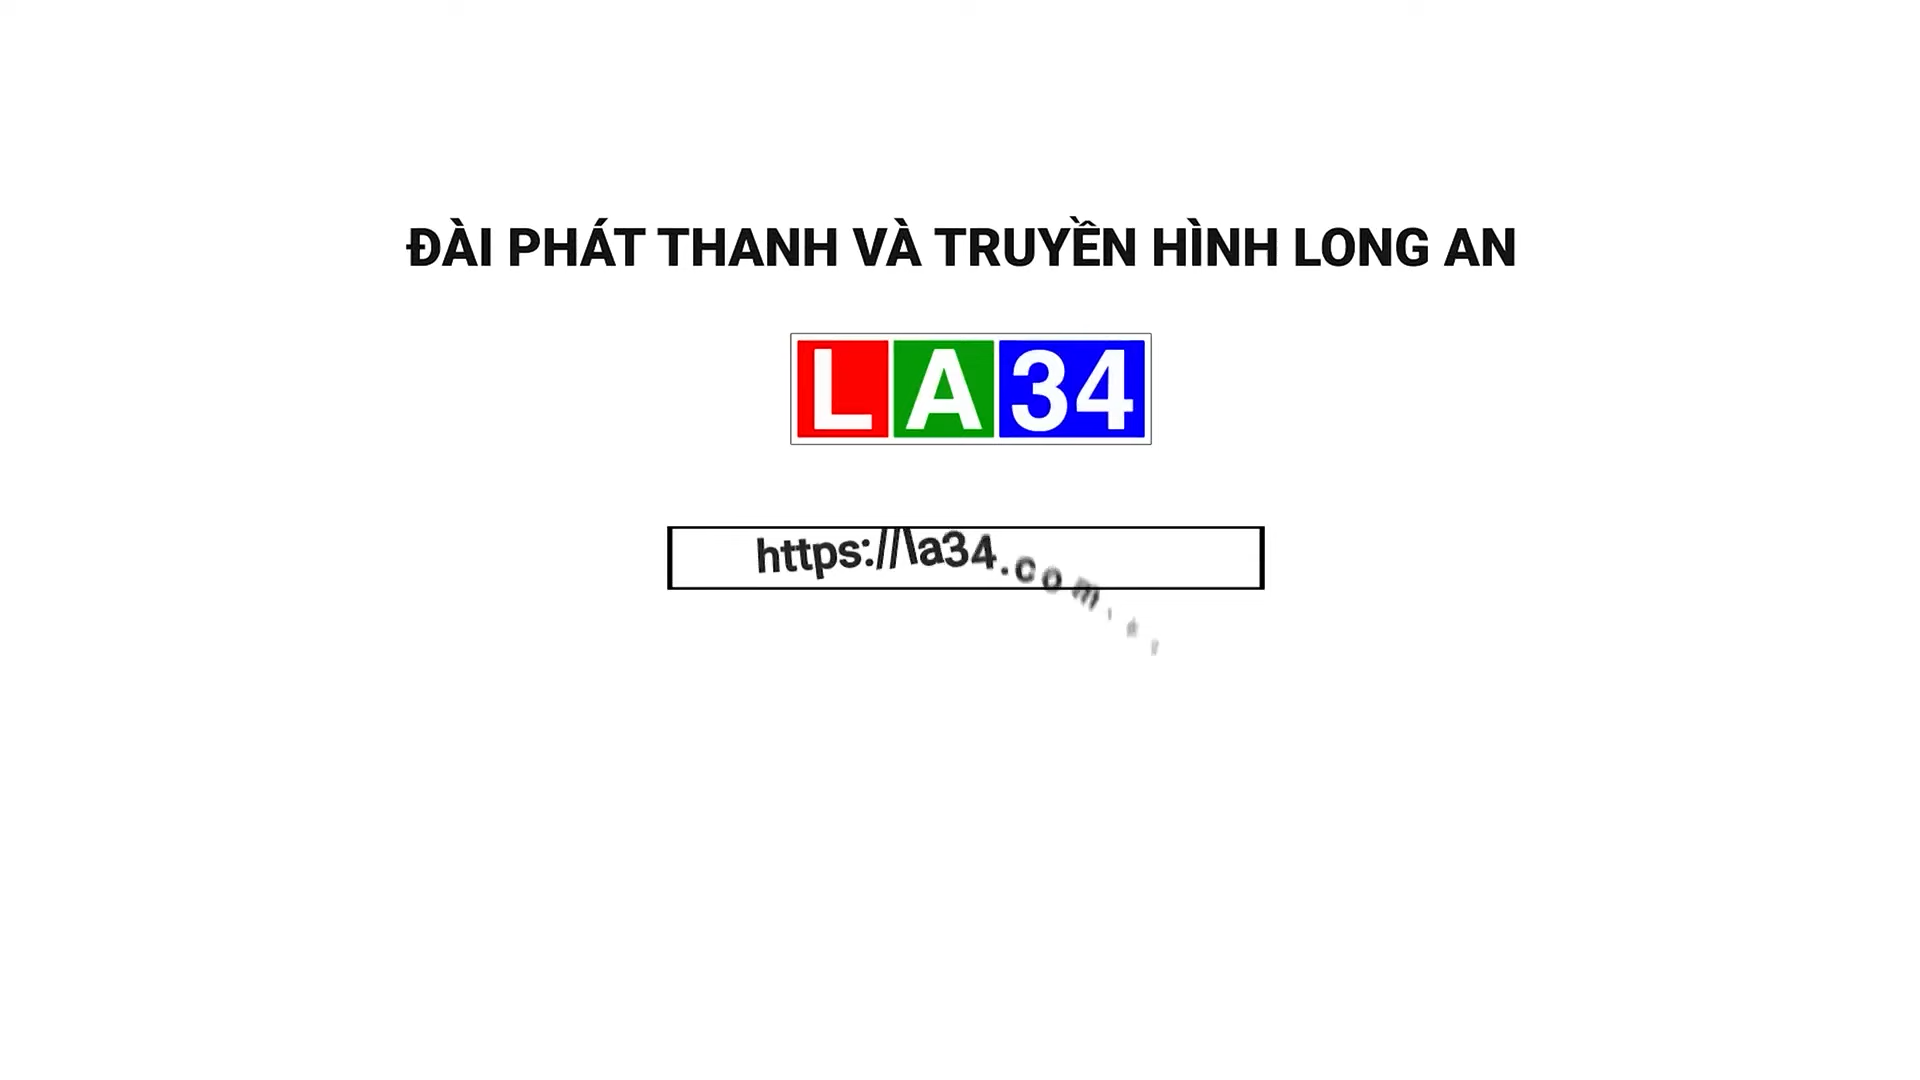 ĐÀI PHÁT THANH VÀ TRUYỀN HÌNH LONG AN
LA34
https://la34.com